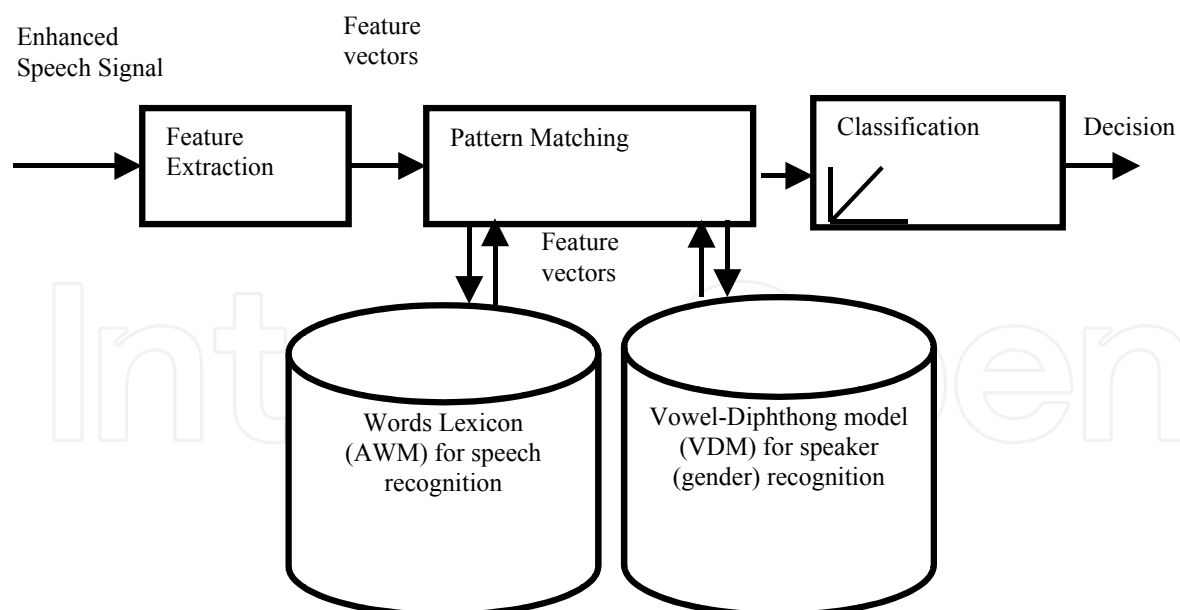 Enhanced
Speech Signal
Feature
vectors
Feature
Extraction
Pattern Matching
Classification
Decision
Feature
vectors
Words Lexicon
(AWM) for speech
recognition
Vowel-Diphthong model
(VDM) for speaker
(gender) recognition